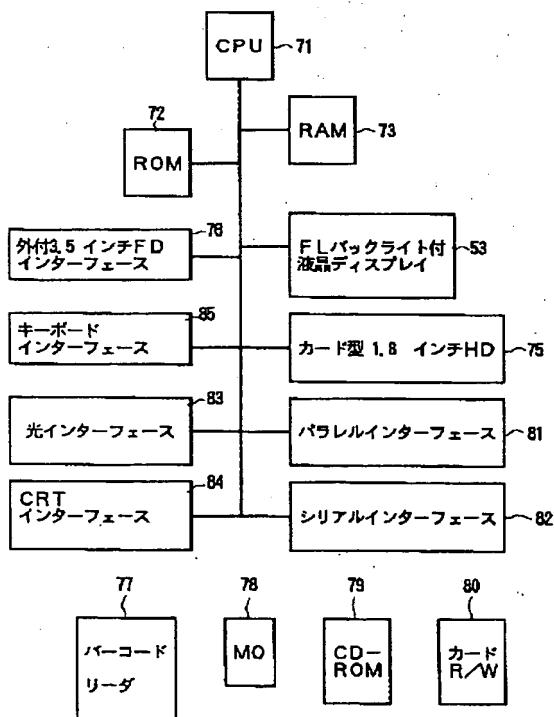 CPU
71
72
ROM
RAM
73
外付3.5 インチFD
インターフェース
76
FLバックライト付
液晶ディスプレイ
53
キーボード
インターフェース
85
カード型 1.8 インチHD
75
光インターフェース
83
パラレルインターフェース
81
CRT
インターフェース
84
シリアルインターフェース
82
77
バーコード
リーダ
78
MO
79
CD-
ROM
80
カード
R/W